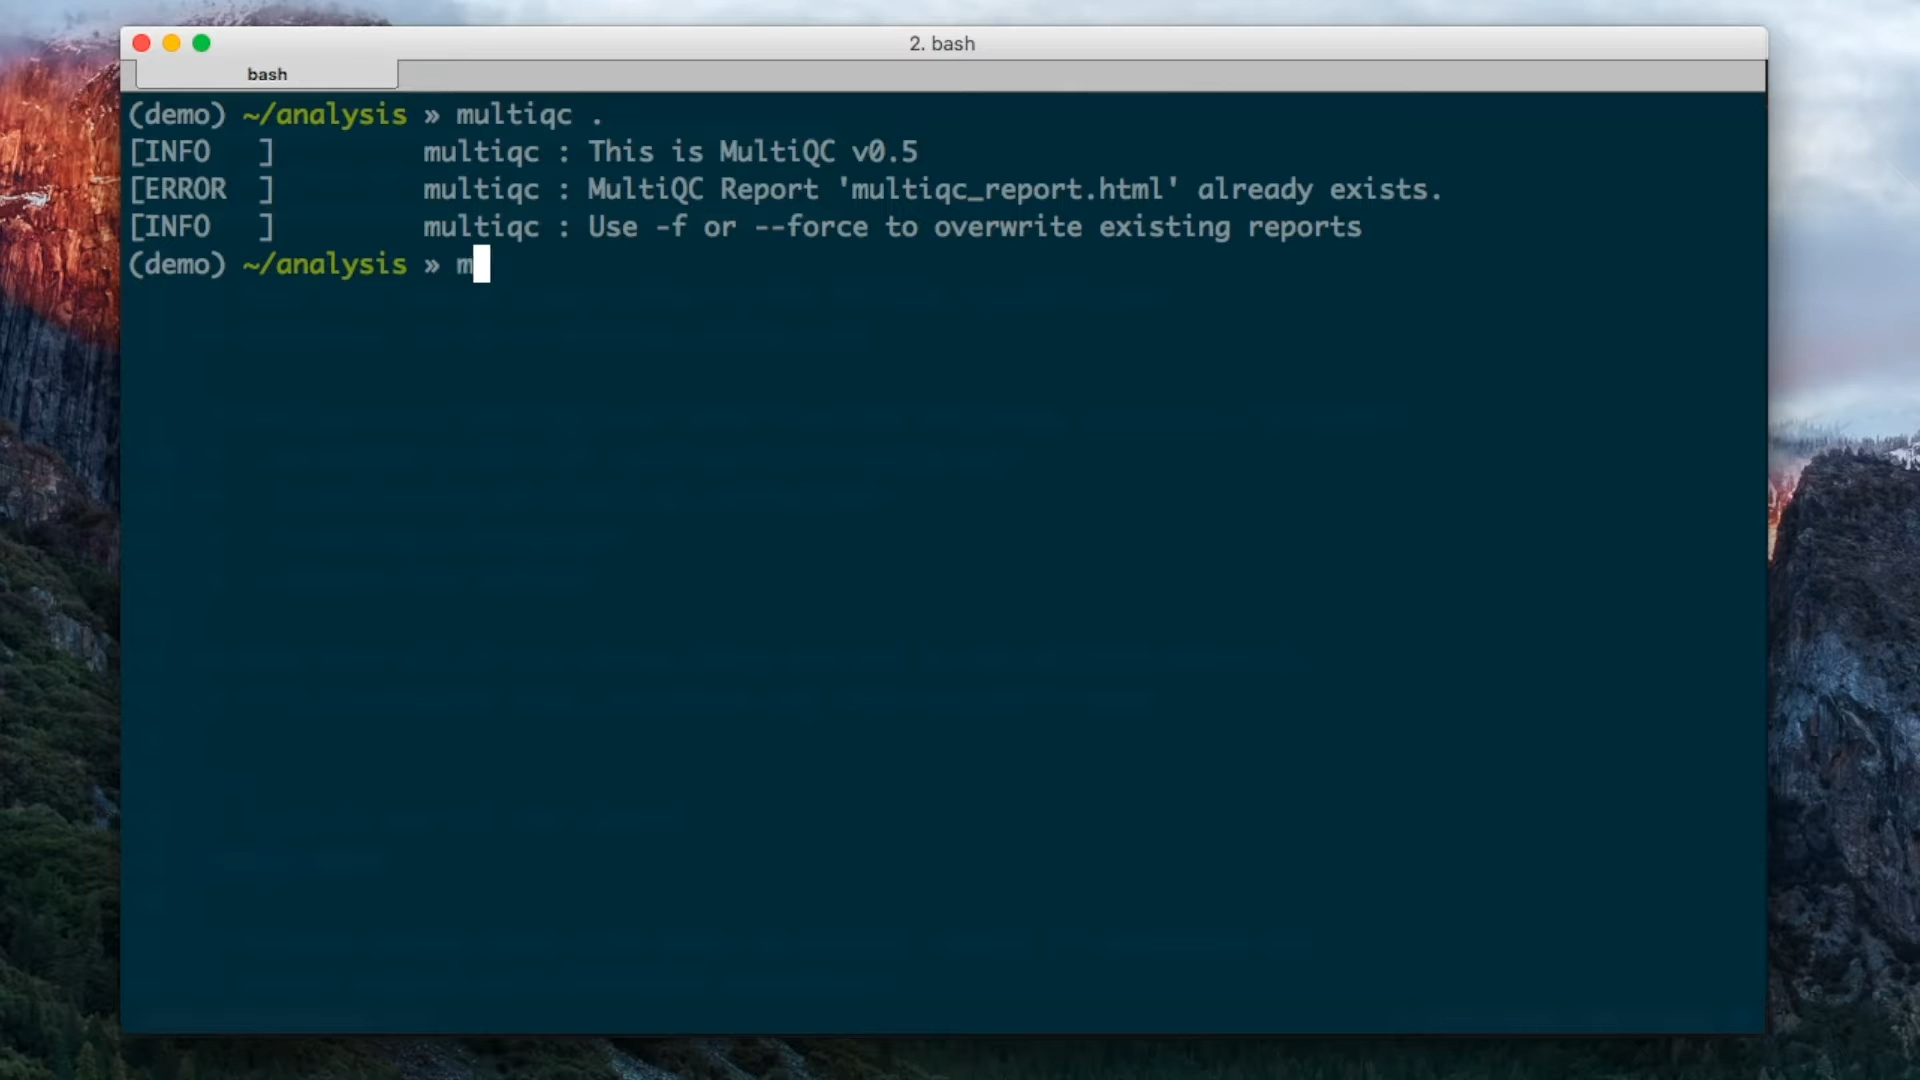 2. bash
bash
(demo) ~/analysis » multiqc .
[INFO   ]         multiqc : This is MultiQC v0.5
[ERROR  ]         multiqc : MultiQC Report 'multiqc_report.html' already exists.
[INFO   ]         multiqc : Use -f or --force to overwrite existing reports
(demo) ~/analysis » m